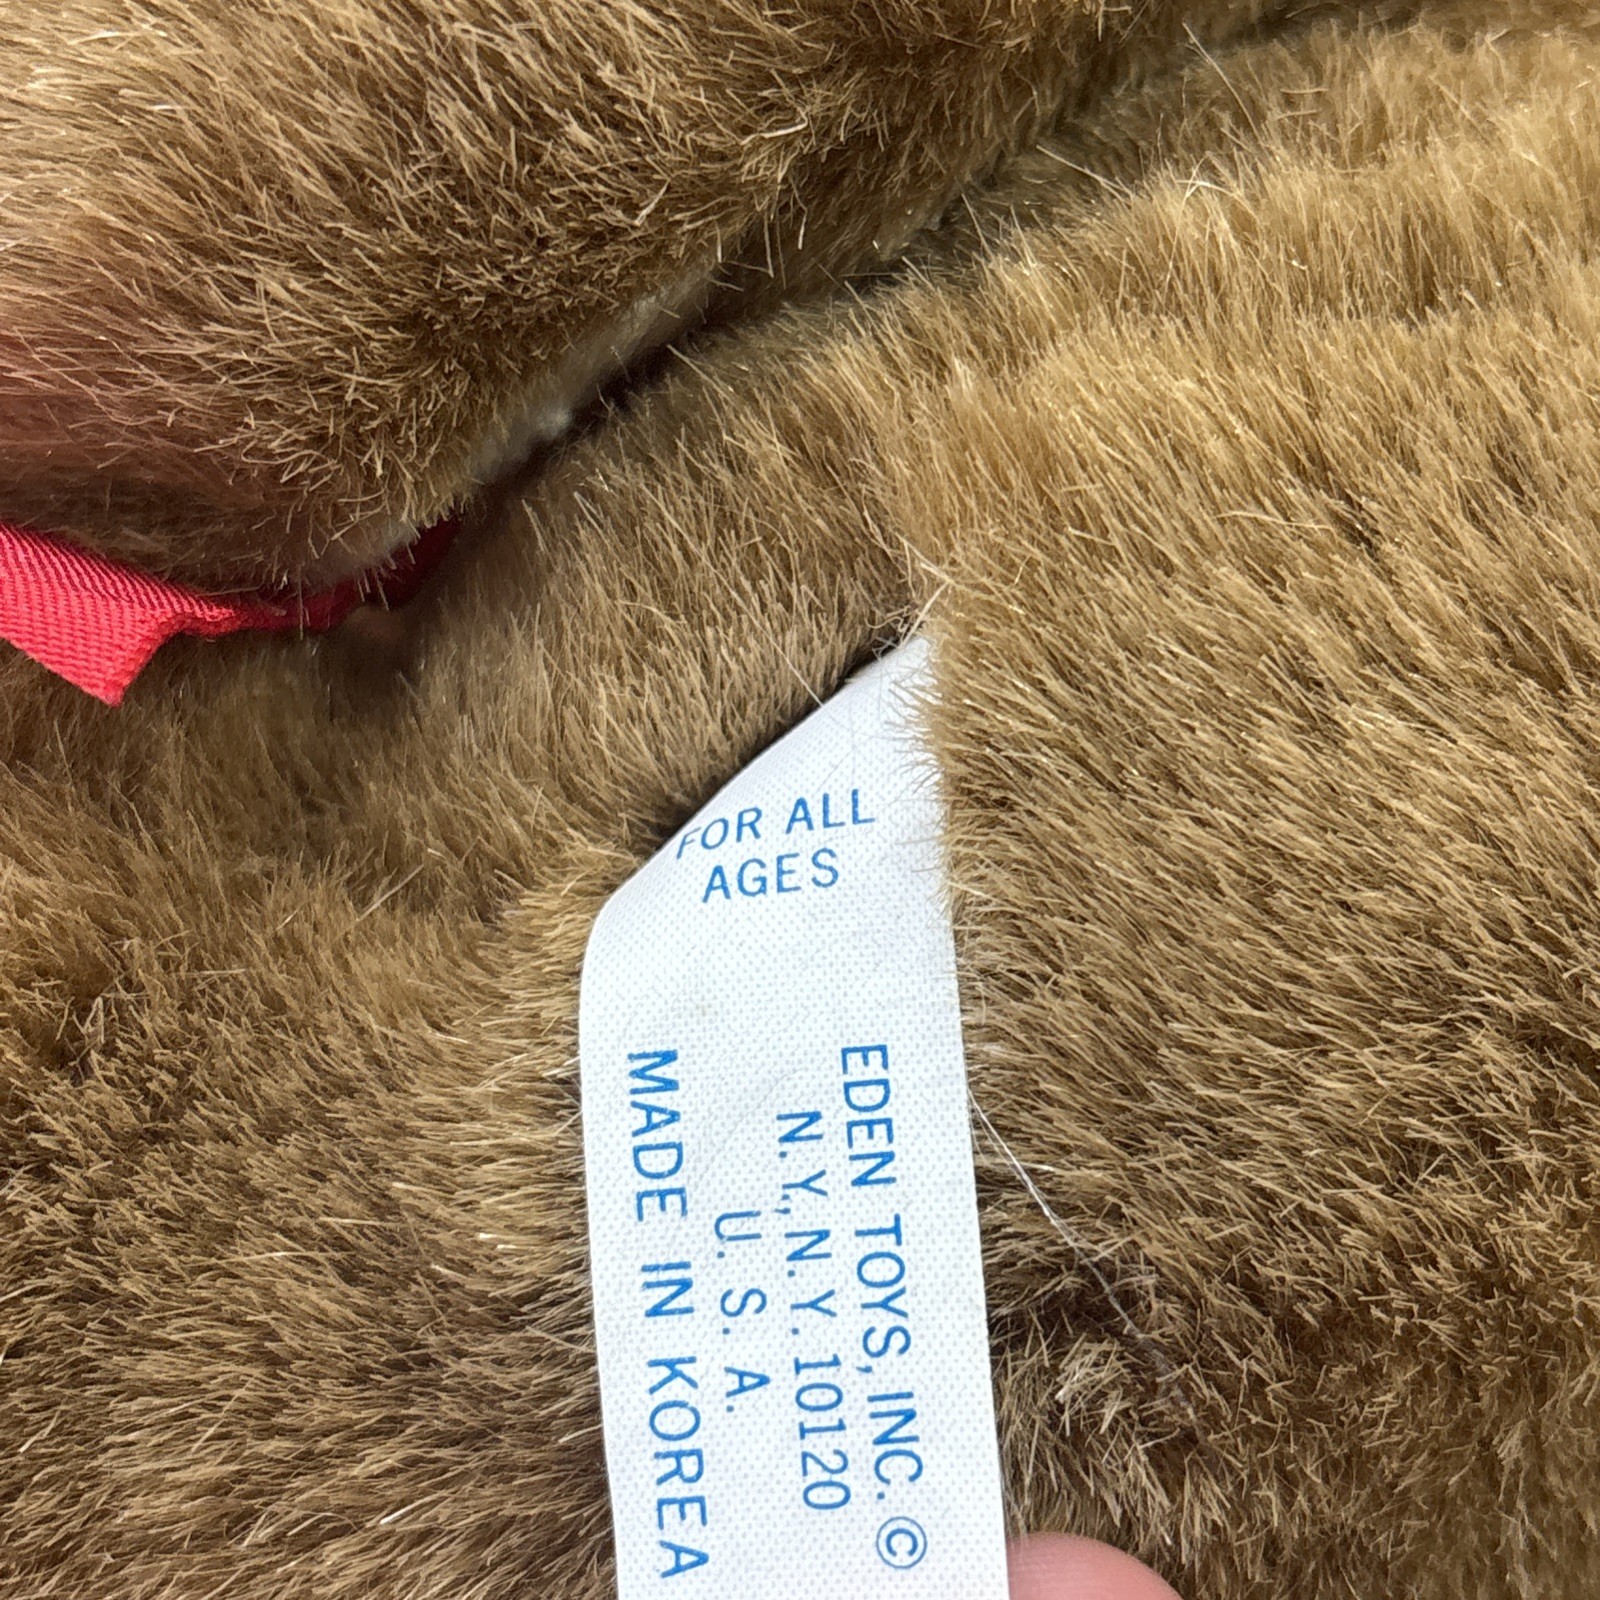 FOR ALL
AGES
EDEN TOYS, INC. ©
N.Y., N.Y. 10120
U. S. A.
MADE IN KOREA